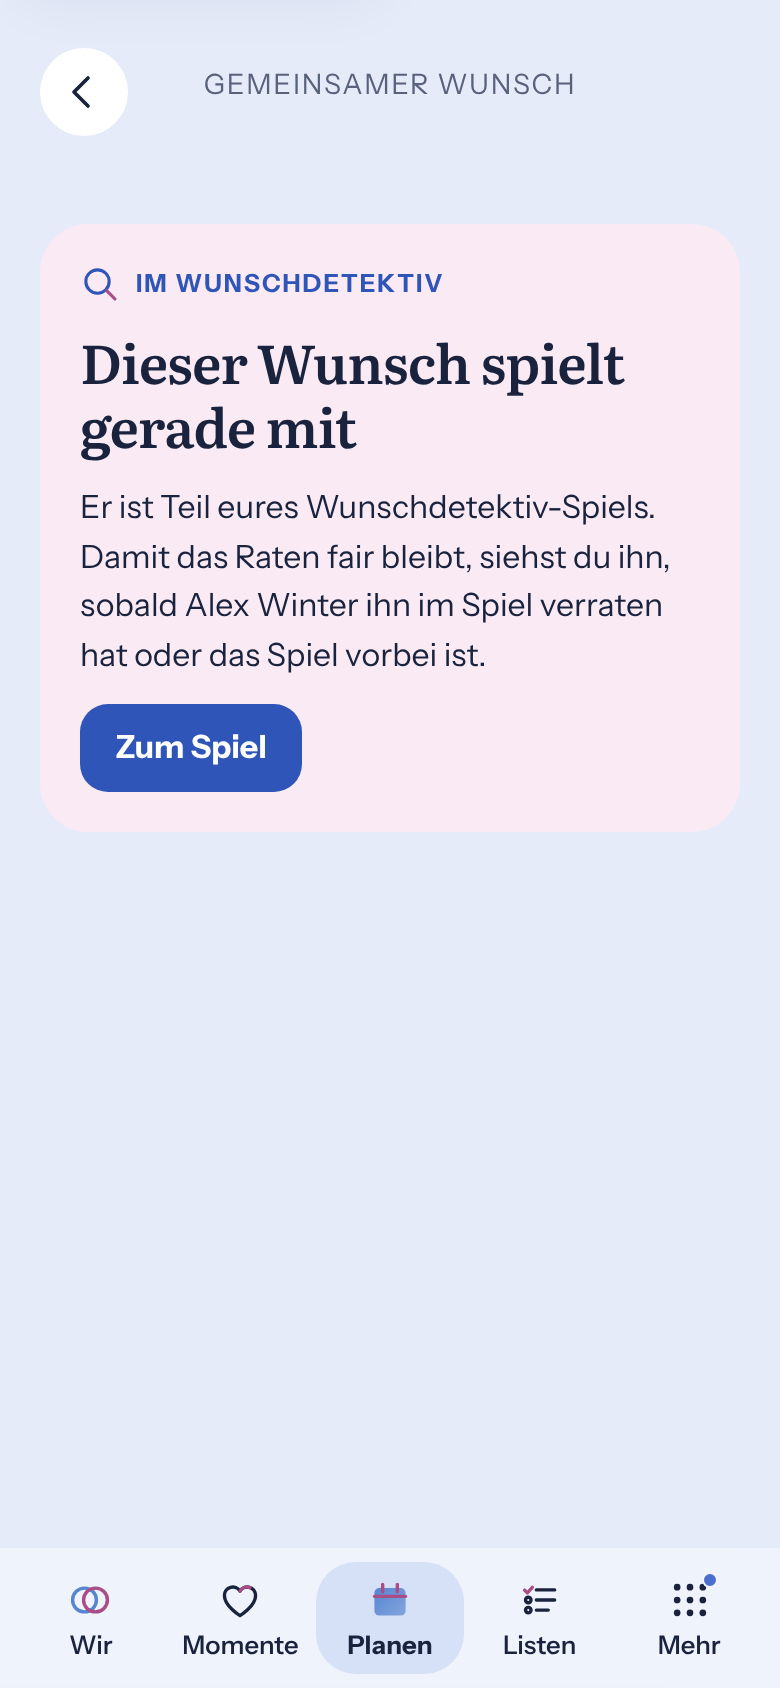 GEMEINSAMER WUNSCH
IM WUNSCHDETEKTIV
Dieser Wunsch spielt
gerade mit
Er ist Teil eures Wunschdetektiv-Spiels.
Damit das Raten fair bleibt, siehst du ihn,
sobald Alex Winter ihn im Spiel verraten
hat oder das Spiel vorbei ist.
Zum Spiel
Wir
Momente
Planen
Listen
Mehr